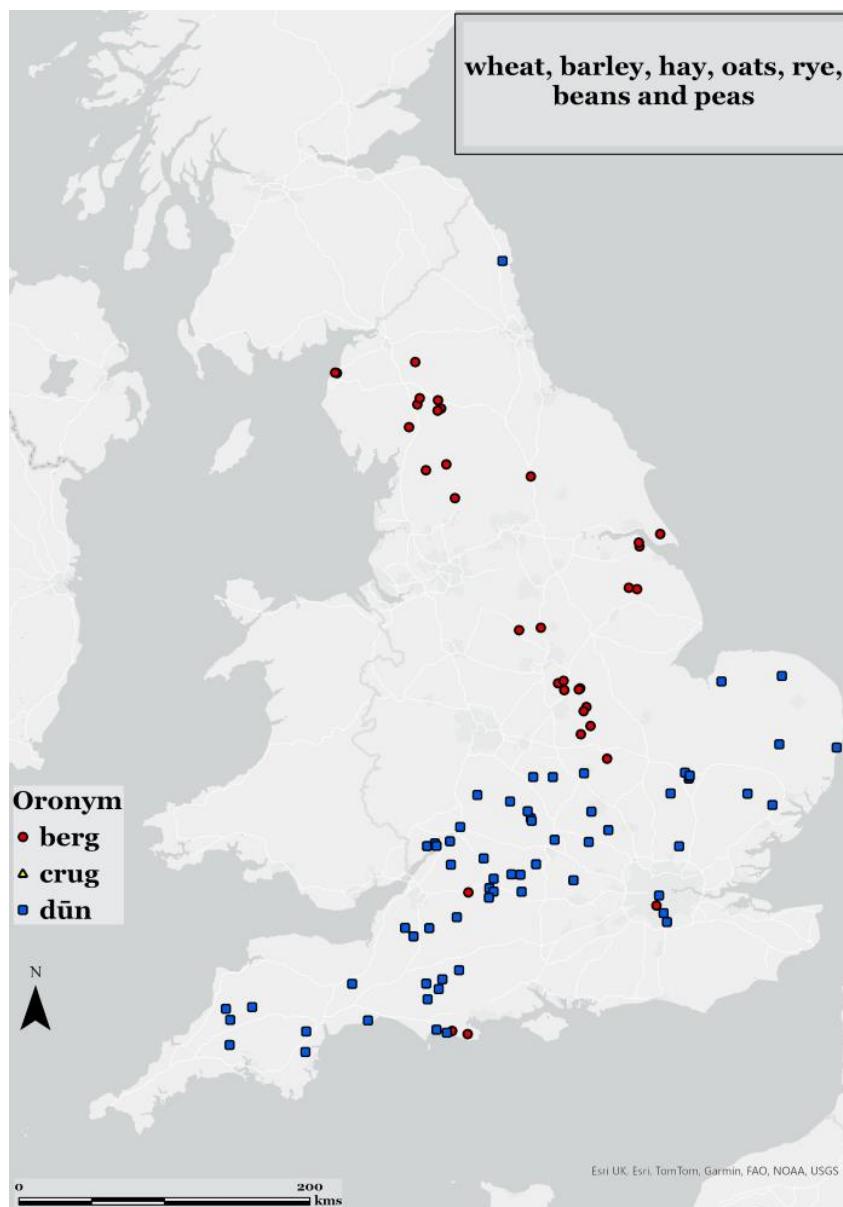 wheat, barley, hay, oats, rye,
beans and peas
Oronym
berg
crug
dūn
N
Esri UK, Esri, TomTom, Garmin, FAO, NOAA, USGS
0 200
kms